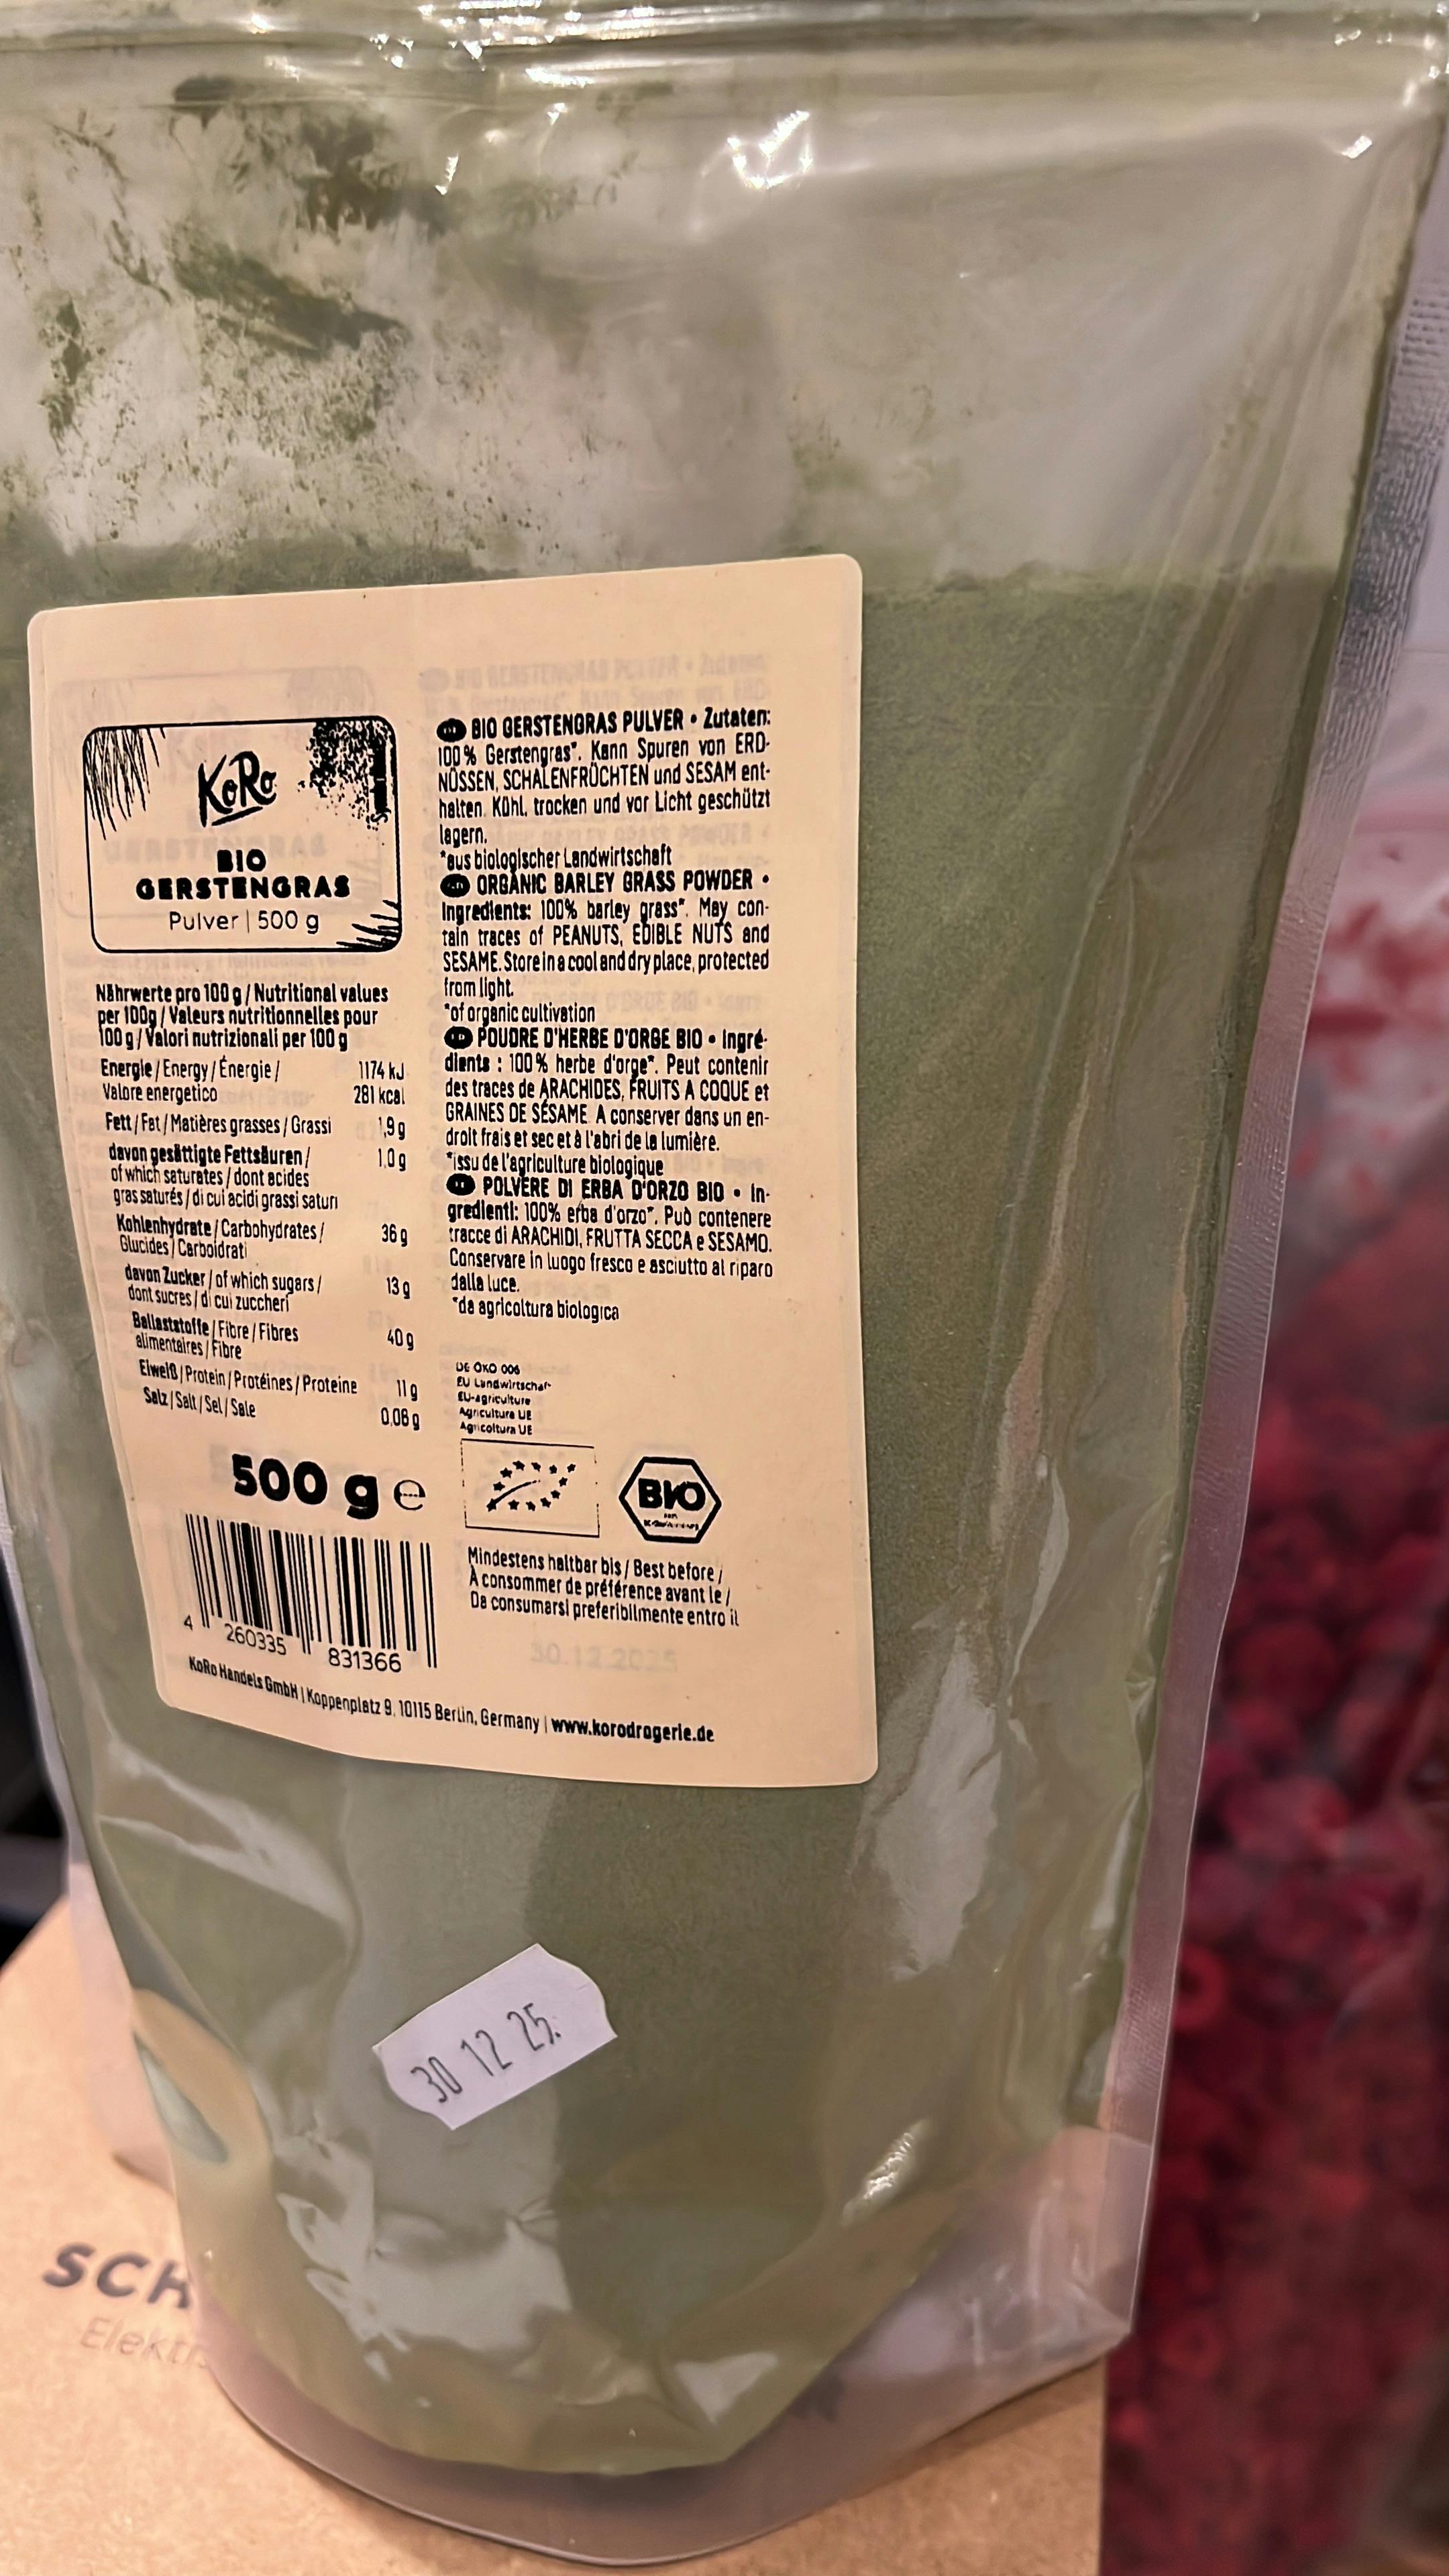 KoRo
BIO
GERSTENGRAS
Pulver | 500 g
Nährwerte pro 100 g / Nutritional values
per 100g / Valeurs nutritionnelles pour
100 g / Valori nutrizionali per 100 g
Energie / Energy / Énergie / 1174 kJ
Valore energetico 281 kcal
Fett / Fat / Matières grasses / Grassi 1,9 g
davon gesättigte Fettsäuren / 1,0 g
of which saturates / dont acides
gras saturés / di cui acidi grassi saturi
Kohlenhydrate / Carbohydrates / 36 g
Glucides / Carboidrati
davon Zucker / of which sugars / 13 g
dont sucres / di cui zuccheri
Ballaststoffe / Fibre / Fibres 40 g
alimentaires / Fibre
Eiweiß / Protein / Protéines / Proteine 11 g
Salz / Salt / Sel / Sale 0,06 g
500 g e
4 260335 831366
BIO GERSTENGRAS PULVER • Zutaten:
100% Gerstengras*. Kann Spuren von ERD-
NÜSSEN, SCHALENFRÜCHTEN und SESAM ent-
halten. Kühl, trocken und vor Licht geschützt
lagern.
*aus biologischer Landwirtschaft
ORGANIC BARLEY GRASS POWDER •
Ingredients: 100% barley grass*. May con-
tain traces of PEANUTS, EDIBLE NUTS and
SESAME. Store in a cool and dry place, protected
from light.
*of organic cultivation
POUDRE D'HERBE D'ORGE BIO • Ingré-
dients : 100% herbe d'orge*. Peut contenir
des traces de ARACHIDES, FRUITS A COQUE et
GRAINES DE SÉSAME. A conserver dans un en-
droit frais et sec et à l'abri de la lumière.
*issu de l'agriculture biologique
POLVERE DI ERBA D'ORZO BIO • In-
gredienti: 100% erba d'orzo*. Può contenere
tracce di ARACHIDI, FRUTTA SECCA e SESAMO.
Conservare in luogo fresco e asciutto al riparo
dalla luce.
*da agricoltura biologica
DE ÖKO 006
EU Landwirtschaf
EU-agriculture
Agriculture UE
Agricoltura UE
BIO
Mindestens haltbar bis / Best before /
À consommer de préférence avant le /
Da consumarsi preferibilmente entro il
30.12.2025
KoRo Handels GmbH | Koppenplatz 9, 10115 Berlin, Germany | www.korodrogerie.de
30 12 25.
SCH
Elekt